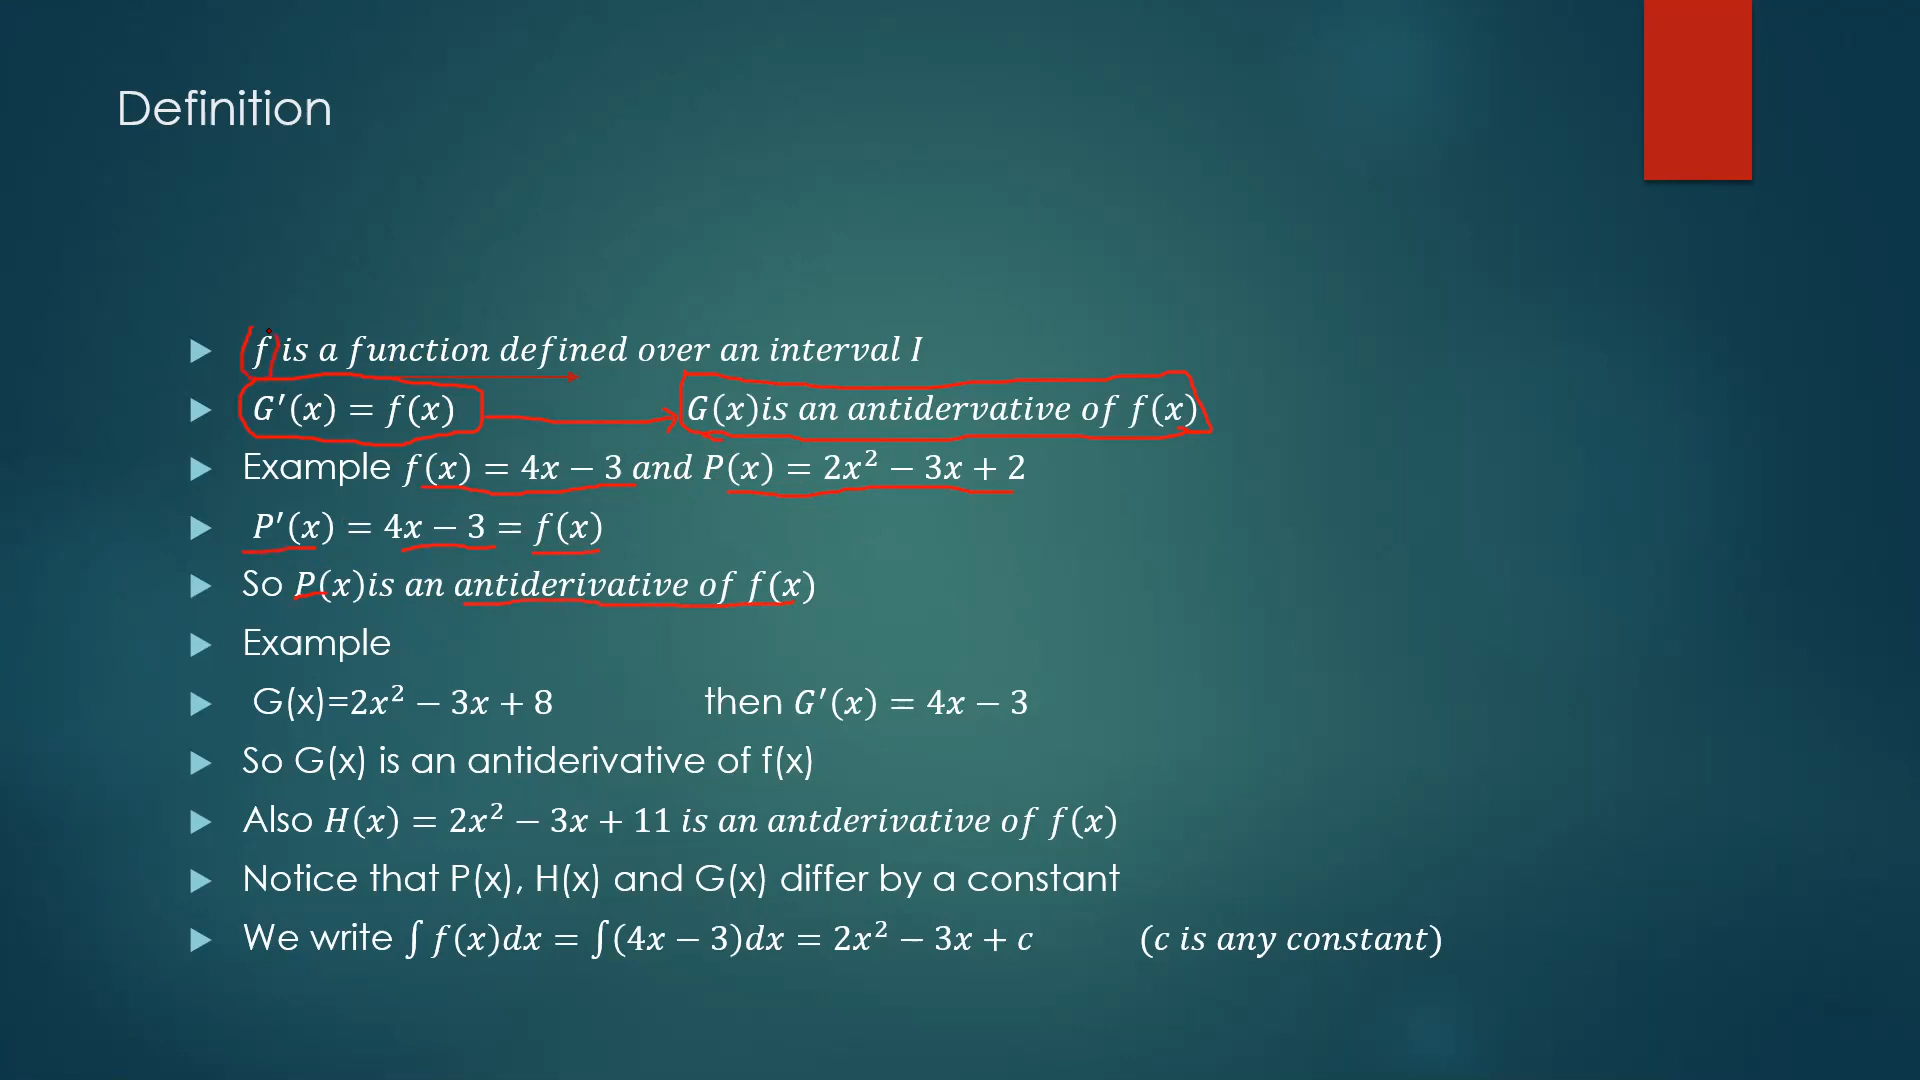 Definition
f is a function defined over an interval I
G′(x) = f(x) G(x)is an antidervative of f(x)
Example f(x) = 4x − 3 and P(x) = 2x² − 3x + 2
P′(x) = 4x − 3 = f(x)
So P(x)is an antiderivative of f(x)
Example
G(x)=2x² − 3x + 8 then G′(x) = 4x − 3
So G(x) is an antiderivative of f(x)
Also H(x) = 2x² − 3x + 11 is an antderivative of f(x)
Notice that P(x), H(x) and G(x) differ by a constant
We write ∫ f(x)dx = ∫(4x − 3)dx = 2x² − 3x + c (c is any constant)